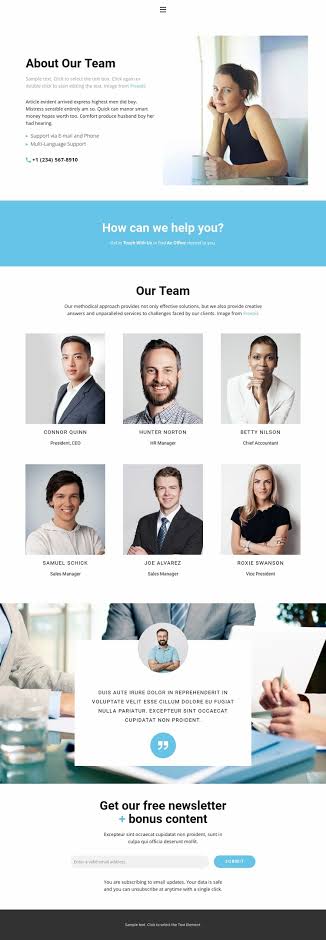 About Our Team
Sample text. Click to select the text box. Click again or
double click to start editing the text. Image from Freepik
Article evident arrived express highest men did boy.
Mistress sensible entirely am so. Quick can manor smart
money hopes worth too. Comfort produce husband boy her
had hearing.
Support via E-mail and Phone
Multi-Language Support
+1 (234) 567-8910
How can we help you?
Get in Touch With Us or Find An Office closest to you.
Our Team
Our methodical approach provides not only effective solutions, but we also provide creative
answers and unparalleled services to challenges faced by our clients. Image from Freepik
CONNOR QUINN
President, CEO
HUNTER NORTON
HR Manager
BETTY NILSON
Chief Accountant
SAMUEL SCHICK
Sales Manager
JOE ALVAREZ
Sales Manager
ROXIE SWANSON
Vice President
DUIS AUTE IRURE DOLOR IN REPREHENDERIT IN
VOLUPTATE VELIT ESSE CILLUM DOLORE EU FUGIAT
NULLA PARIATUR. EXCEPTEUR SINT OCCAECAT
CUPIDATAT NON PROIDENT.
Get our free newsletter
+ bonus content
Excepteur sint occaecat cupidatat non proident, sunt in
culpa qui officia deserunt mollit.
Enter a valid email address
SUBMIT
You are subscribing to email updates. Your data is safe
and you can unsubscribe at anytime with a single click.
Sample text. Click to select the Text Element.